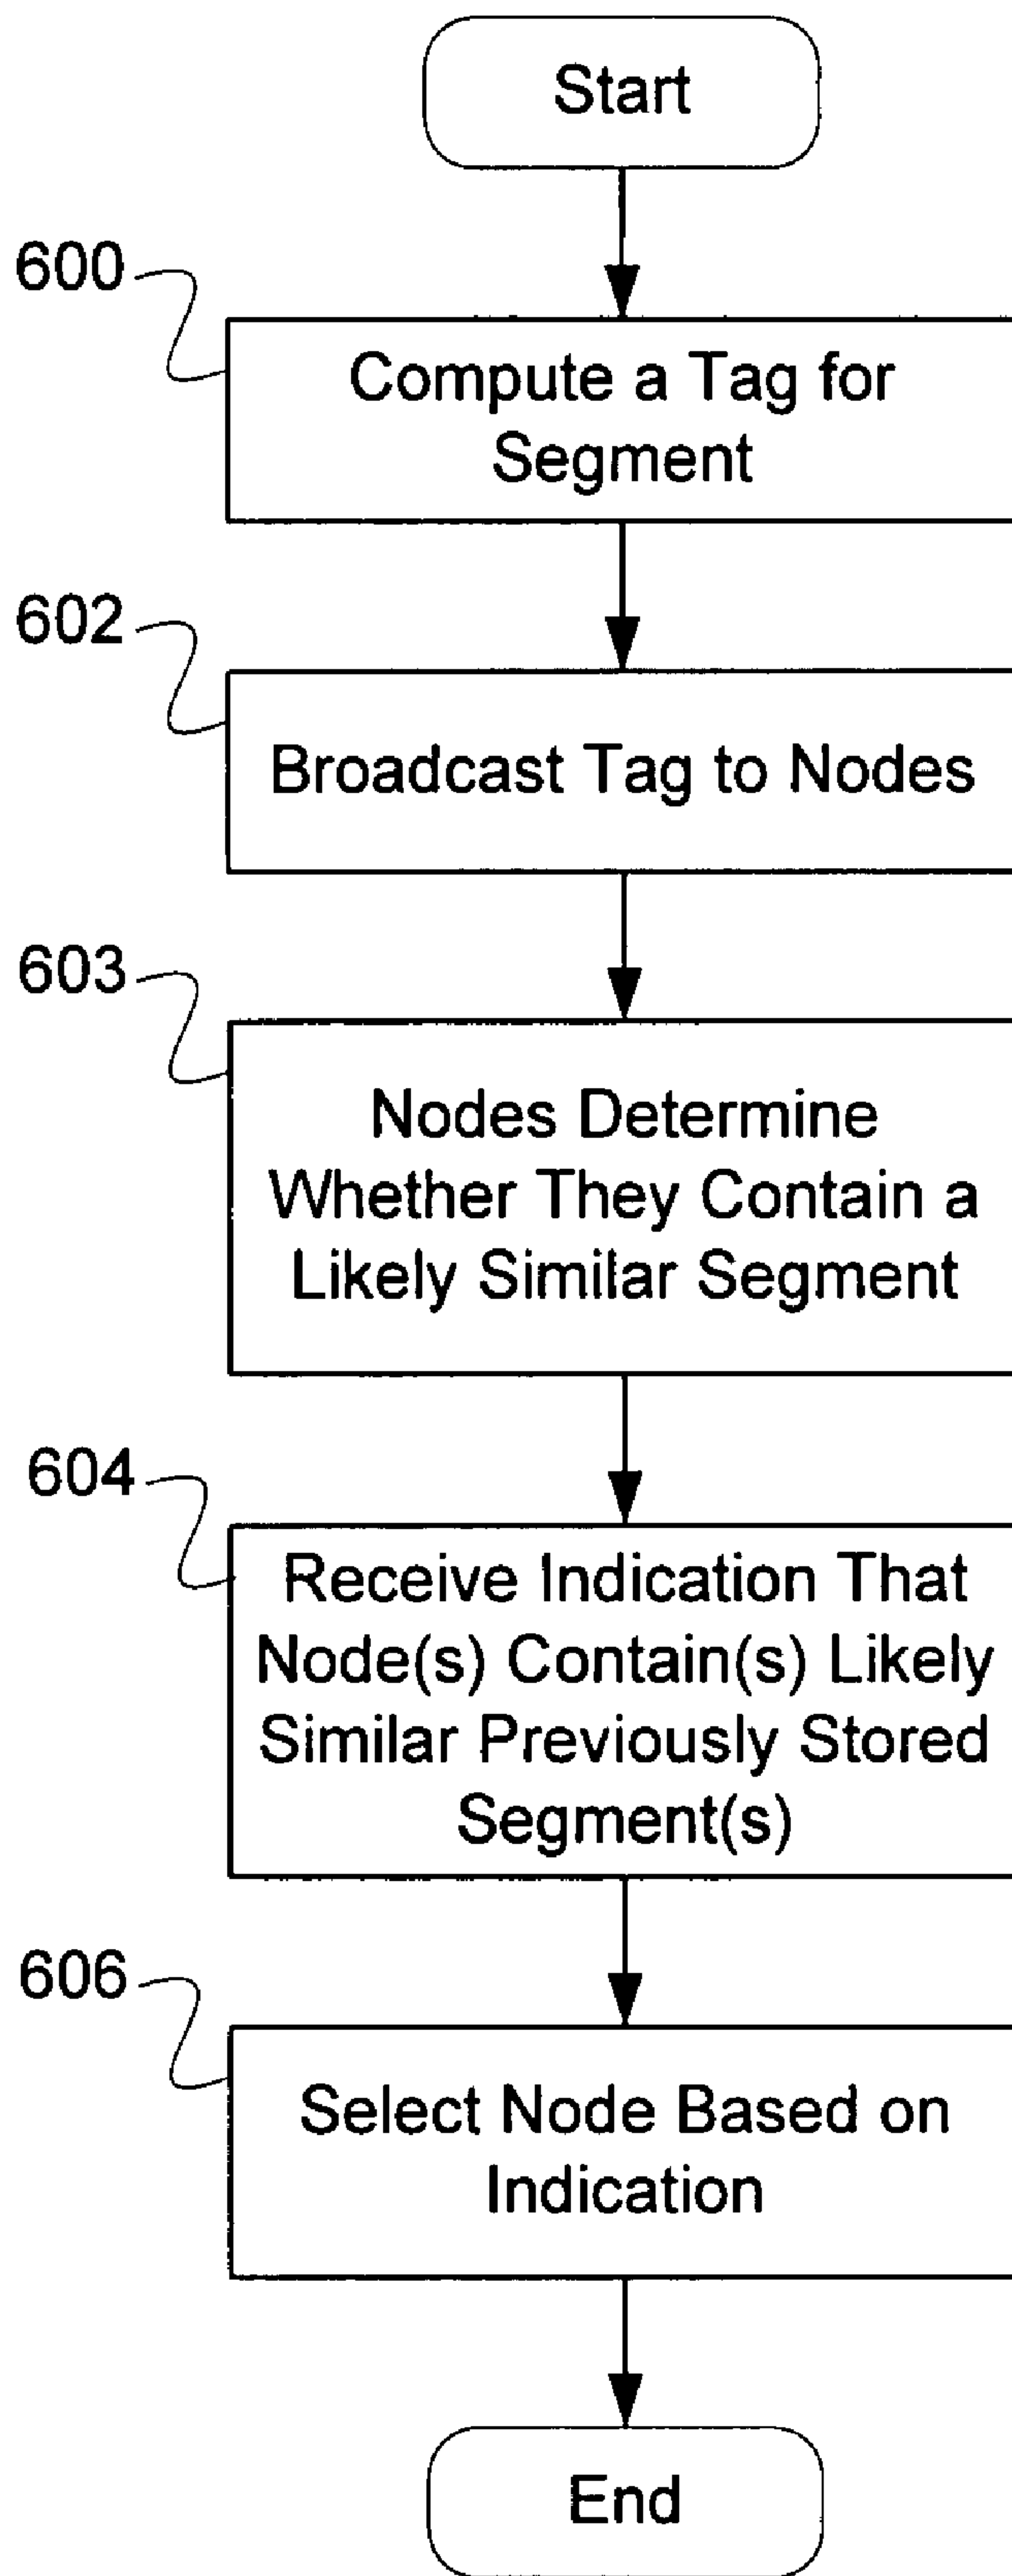 Start
600
Compute a Tag for
Segment
602
Broadcast Tag to Nodes
603
Nodes Determine
Whether They Contain a
Likely Similar Segment
604
Receive Indication That
Node(s) Contain(s) Likely
Similar Previously Stored
Segment(s)
606
Select Node Based on
Indication
End